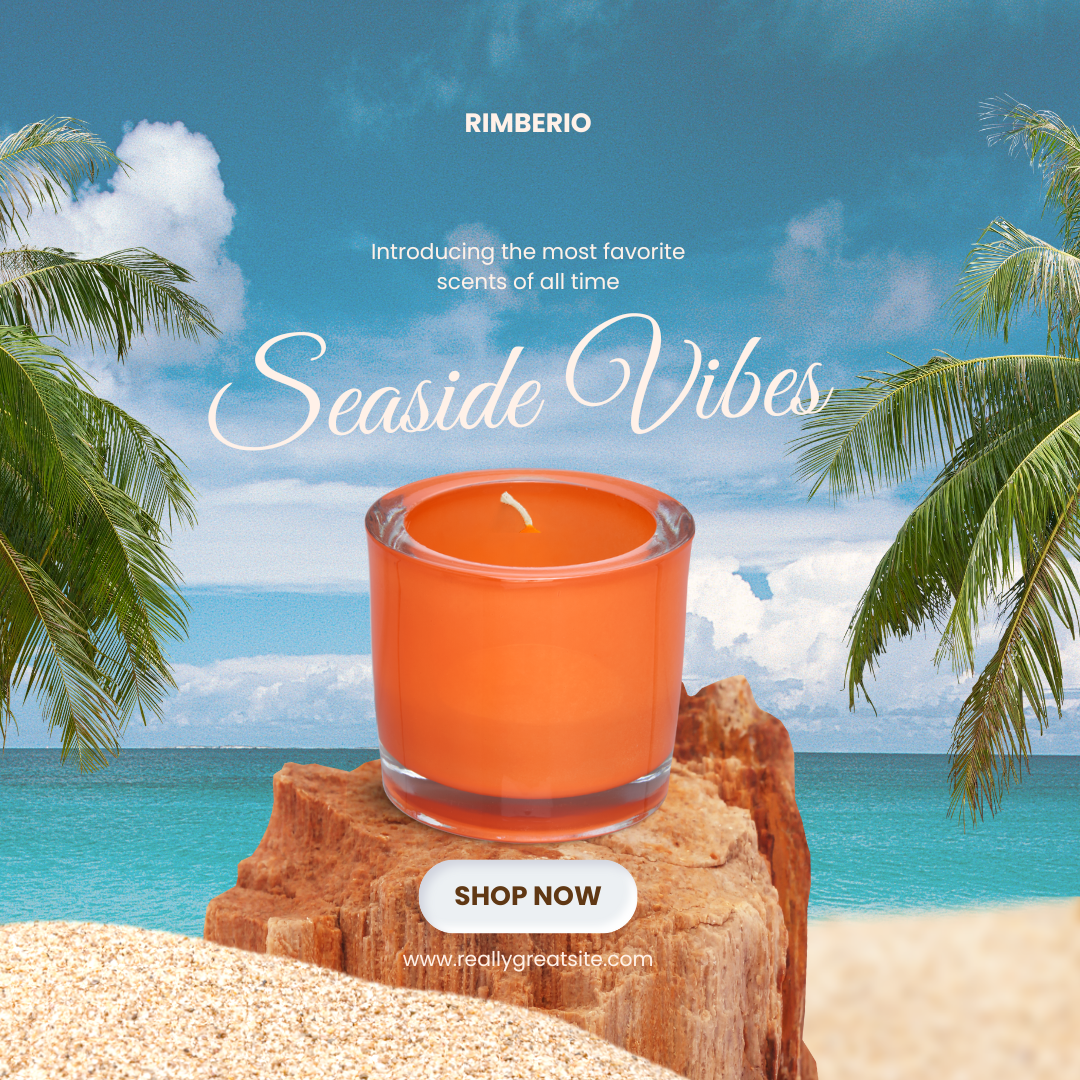 RIMBERIO
Introducing the most favorite
scents of all time
Seaside Vibes
SHOP NOW
www.reallygreatsite.com